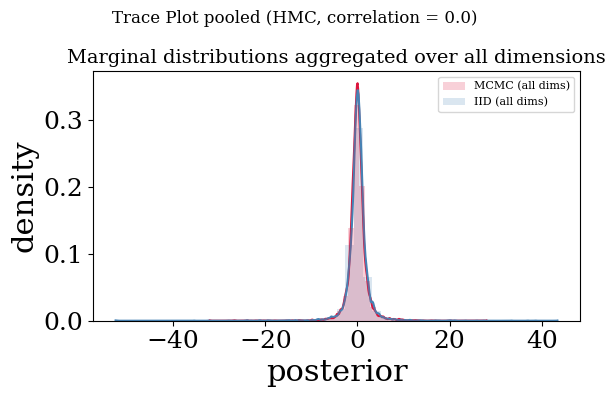 Trace Plot pooled (HMC, correlation = 0.0)
Marginal distributions aggregated over all dimensions
MCMC (all dims)
IID (all dims)
density
0.3
0.2
0.1
0.0
−40
−20
0
20
40
posterior